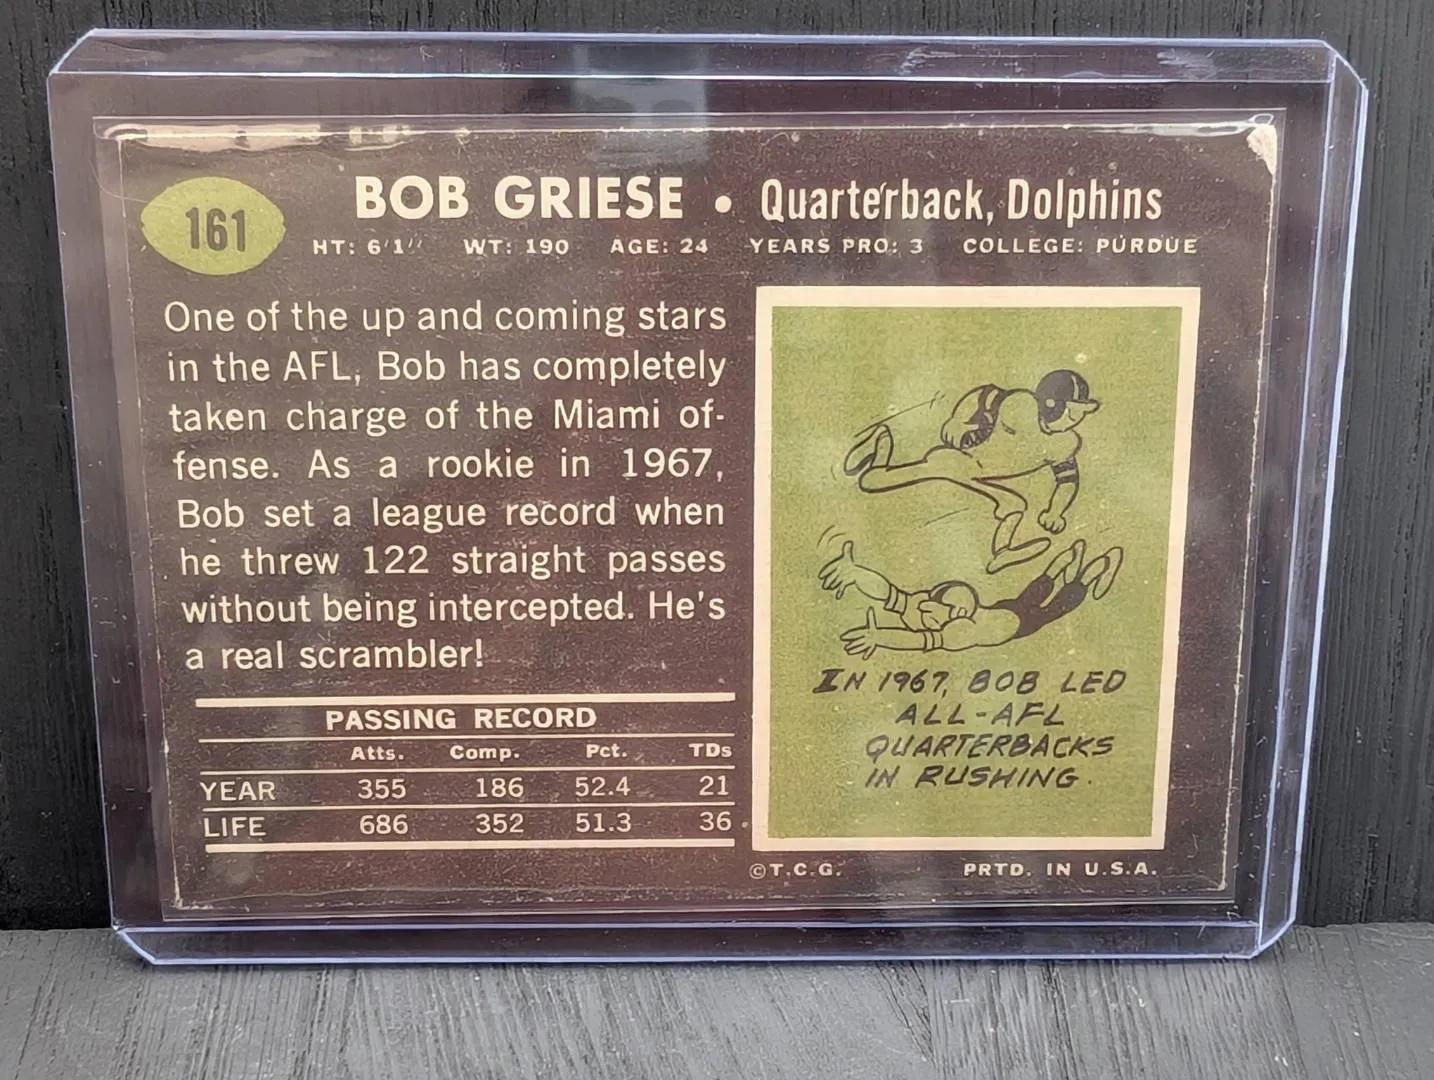 161
BOB GRIESE • Quarterback, Dolphins
HT: 6'1" WT: 190 AGE: 24 YEARS PRO: 3 COLLEGE: PURDUE
One of the up and coming stars
in the AFL, Bob has completely
taken charge of the Miami of-
fense. As a rookie in 1967,
Bob set a league record when
he threw 122 straight passes
without being intercepted. He's
a real scrambler!
PASSING RECORD
Atts. Comp. Pct. TDs
YEAR 355 186 52.4 21
LIFE 686 352 51.3 36
IN 1967, BOB LED
ALL-AFL
QUARTERBACKS
IN RUSHING.
©T.C.G. PRTD. IN U.S.A.